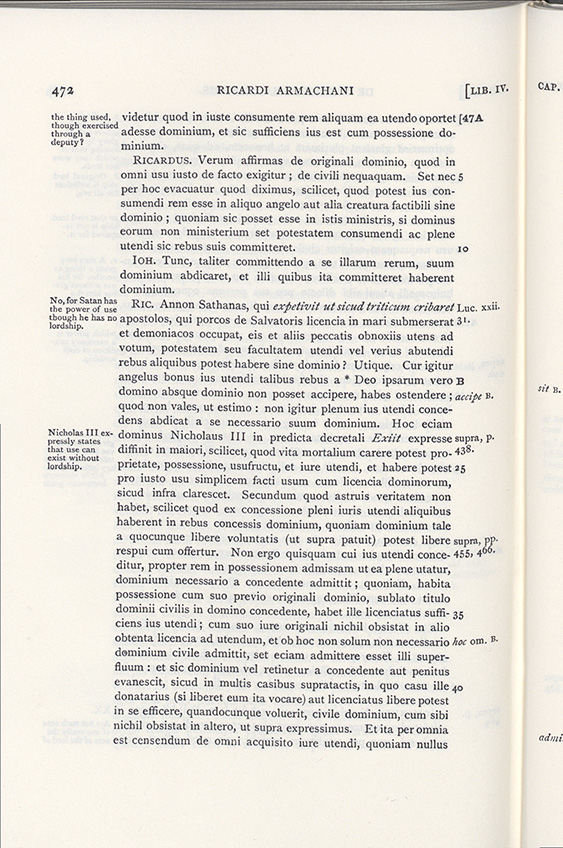 472 RICARDI ARMACHANI [LIB. IV.
the thing used, videtur quod in iuste consumente rem aliquam ea utendo oportet [47A
though exercised adesse dominium, et sic sufficiens ius est cum possessione do-
through a minium.
deputy?
RICARDUS. Verum affirmas de originali dominio, quod in
omni usu iusto de facto exigitur ; de civili nequaquam. Set nec 5
per hoc evacuatur quod diximus, scilicet, quod potest ius con-
sumendi rem esse in aliquo angelo aut alia creatura factibili sine
dominio ; quoniam sic posset esse in istis ministris, si dominus
eorum non ministerium set potestatem consumendi ac plene
utendi sic rebus suis committeret. 10
IOH. Tunc, taliter committendo a se illarum rerum, suum
dominium abdicaret, et illi quibus ita committeret haberent
dominium.
No, for Satan has RIC. Annon Sathanas, qui expetivit ut sicud triticum cribaret Luc. xxii.
the power of use
though he has no apostolos, qui porcos de Salvatoris licencia in mari submerserat 31.
lordship. et demoniacos occupat, eis et aliis peccatis obnoxiis utens ad
votum, potestatem seu facultatem utendi vel verius abutendi
rebus aliquibus potest habere sine dominio? Utique. Cur igitur
angelus bonus ius utendi talibus rebus a * Deo ipsarum vero B
domino absque dominio non posset accipere, habes ostendere ; accipe B.
quod non vales, ut estimo : non igitur plenum ius utendi conce-
dens abdicat a se necessario suum dominium. Hoc eciam
Nicholas III ex- dominus Nicholaus III in predicta decretali Exiit expresse supra, p.
pressly states
that use can diffinit in maiori, scilicet, quod vita mortalium carere potest pro- 438.
exist without prietate, possessione, usufructu, et iure utendi, et habere potest 25
lordship.
pro iusto usu simplicem facti usum cum licencia dominorum,
sicud infra clarescet. Secundum quod astruis veritatem non
habet, scilicet quod ex concessione pleni iuris utendi aliquibus
haberent in rebus concessis dominium, quoniam dominium tale
a quocunque libere voluntatis (ut supra patuit) potest libere supra, pp.
respui cum offertur. Non ergo quisquam cui ius utendi conce- 455, 466.
ditur, propter rem in possessionem admissam ut ea plene utatur,
dominium necessario a concedente admittit ; quoniam, habita
possessione cum suo previo originali dominio, sublato titulo
dominii civilis in domino concedente, habet ille licenciatus suffi- 35
ciens ius utendi ; cum suo iure originali nichil obsistat in alio
obtenta licencia ad utendum, et ob hoc non solum non necessario hoc om. B.
dominium civile admittit, set eciam admittere esset illi super-
fluum : et sic dominium vel retinetur a concedente aut penitus
evanescit, sicud in multis casibus supratactis, in quo casu ille 40
donatarius (si liberet eum ita vocare) aut licenciatus libere potest
in se efficere, quandocunque voluerit, civile dominium, cum sibi
nichil obsistat in altero, ut supra expressimus. Et ita per omnia
est censendum de omni acquisito iure utendi, quoniam nullus
CAP.
sit B.